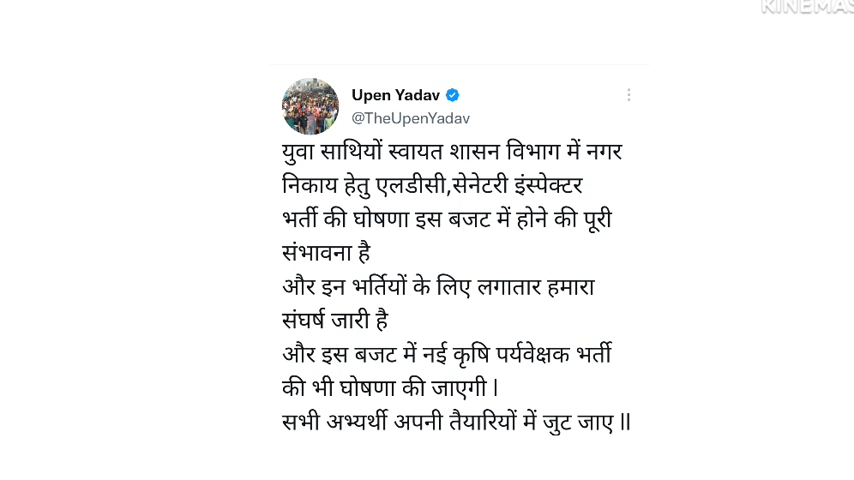 KINEMAS
Upen Yadav
@TheUpenYadav
युवा साथियों स्वायत शासन विभाग में नगर
निकाय हेतु एलडीसी,सेनेटरी इंस्पेक्टर
भर्ती की घोषणा इस बजट में होने की पूरी
संभावना है
और इन भर्तियों के लिए लगातार हमारा
संघर्ष जारी है
और इस बजट में नई कृषि पर्यवेक्षक भर्ती
की भी घोषणा की जाएगी |
सभी अभ्यर्थी अपनी तैयारियों में जुट जाए ||